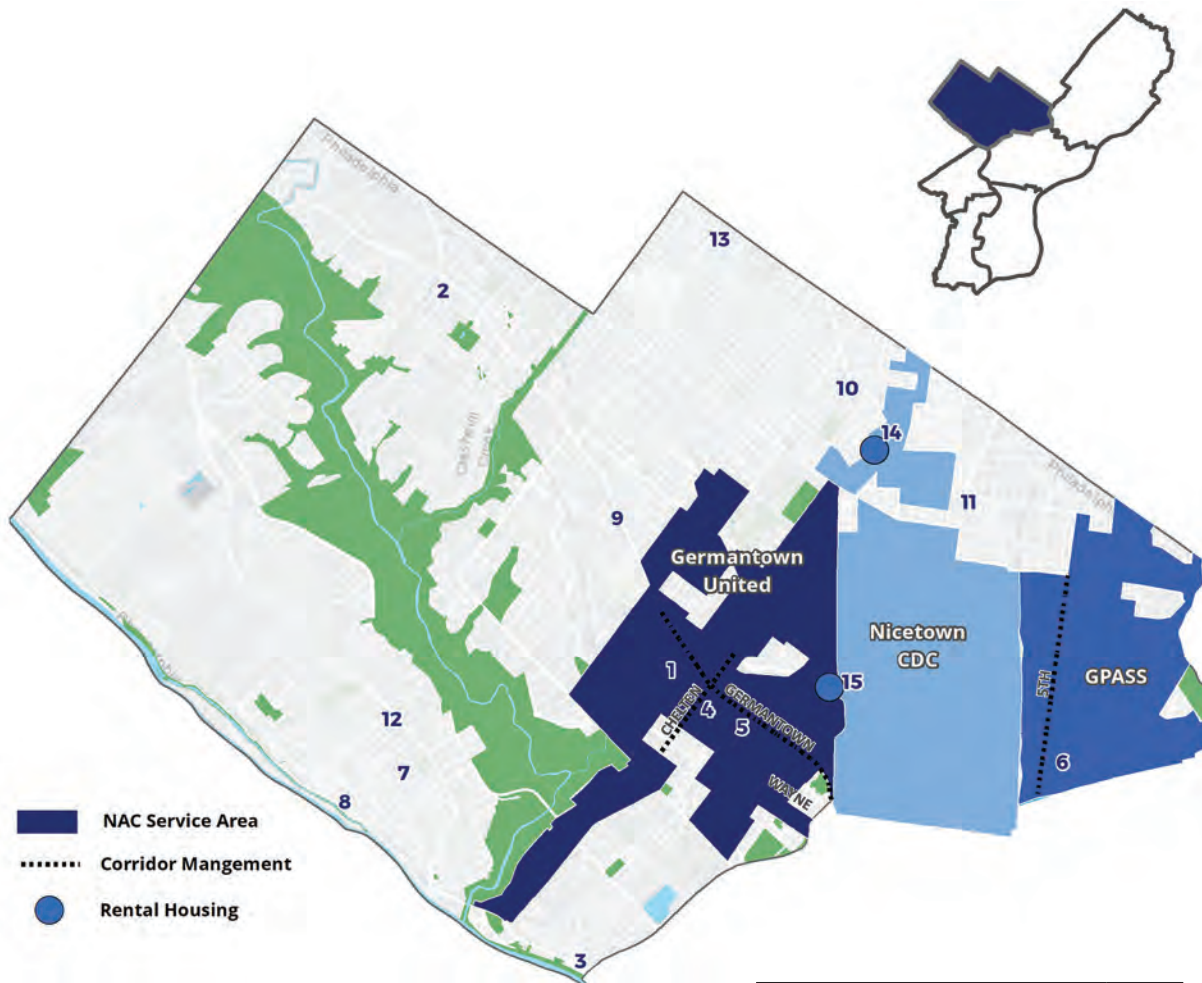 Philadelphia
13
2
10
14
Philadelph
11
9
Germantown
United
Nicetown
CDC
GPASS
5TH
1
15
CHELTEN
GERMANTOWN
4
5
12
7
6
WAYNE
8
NAC Service Area
Corridor Mangement
Rental Housing
3